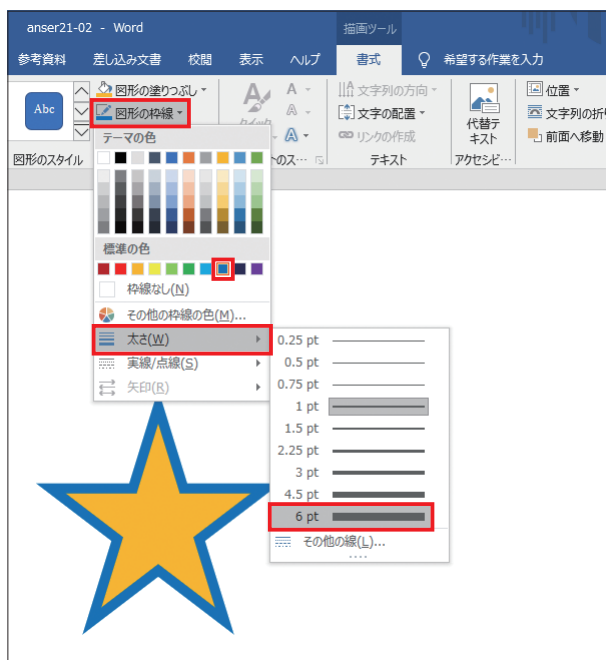 anser21-02 - Word 描画ツール
参考資料 差し込み文書 校閲 表示 ヘルプ 書式 希望する作業を入力
Abc 図形の塗りつぶし A 文字列の方向 位置
図形の枠線 A 文字の配置 代替テキスト 文字列の折
A リンクの作成 前面へ移動
図形のスタイル のス… テキスト アクセシビ…
テーマの色
標準の色
枠線なし(N)
その他の枠線の色(M)...
太さ(W)
実線/点線(S)
矢印(R)
0.25 pt
0.5 pt
0.75 pt
1 pt
1.5 pt
2.25 pt
3 pt
4.5 pt
6 pt
その他の線(L)...